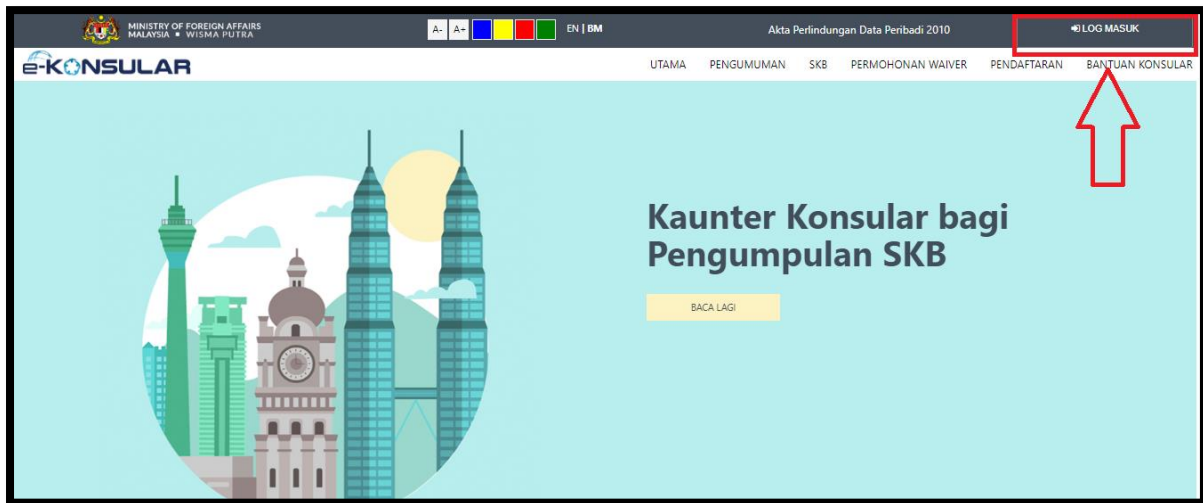 MINISTRY OF FOREIGN AFFAIRS
MALAYSIA ▪ WISMA PUTRA
A- A+
EN | BM
Akta Perlindungan Data Peribadi 2010
LOG MASUK
e-KONSULAR
UTAMA PENGUMUMAN SKB PERMOHONAN WAIVER PENDAFTARAN BANTUAN KONSULAR
Kaunter Konsular bagi
Pengumpulan SKB
BACA LAGI